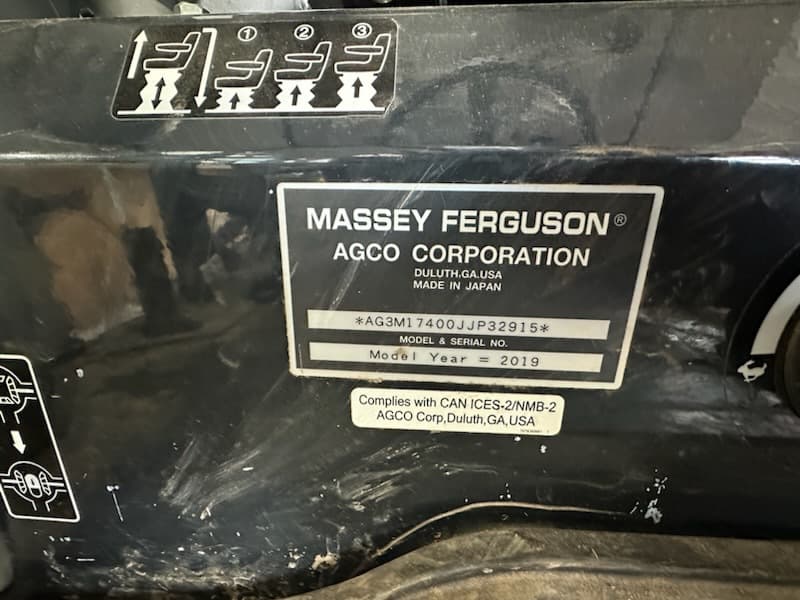 ① ② ③
MASSEY FERGUSON®
AGCO CORPORATION
DULUTH,GA.USA
MADE IN JAPAN
*AG3M17400JJP32915*
MODEL & SERIAL NO.
Model Year = 2019
Complies with CAN ICES-2/NMB-2
AGCO Corp,Duluth,GA,USA